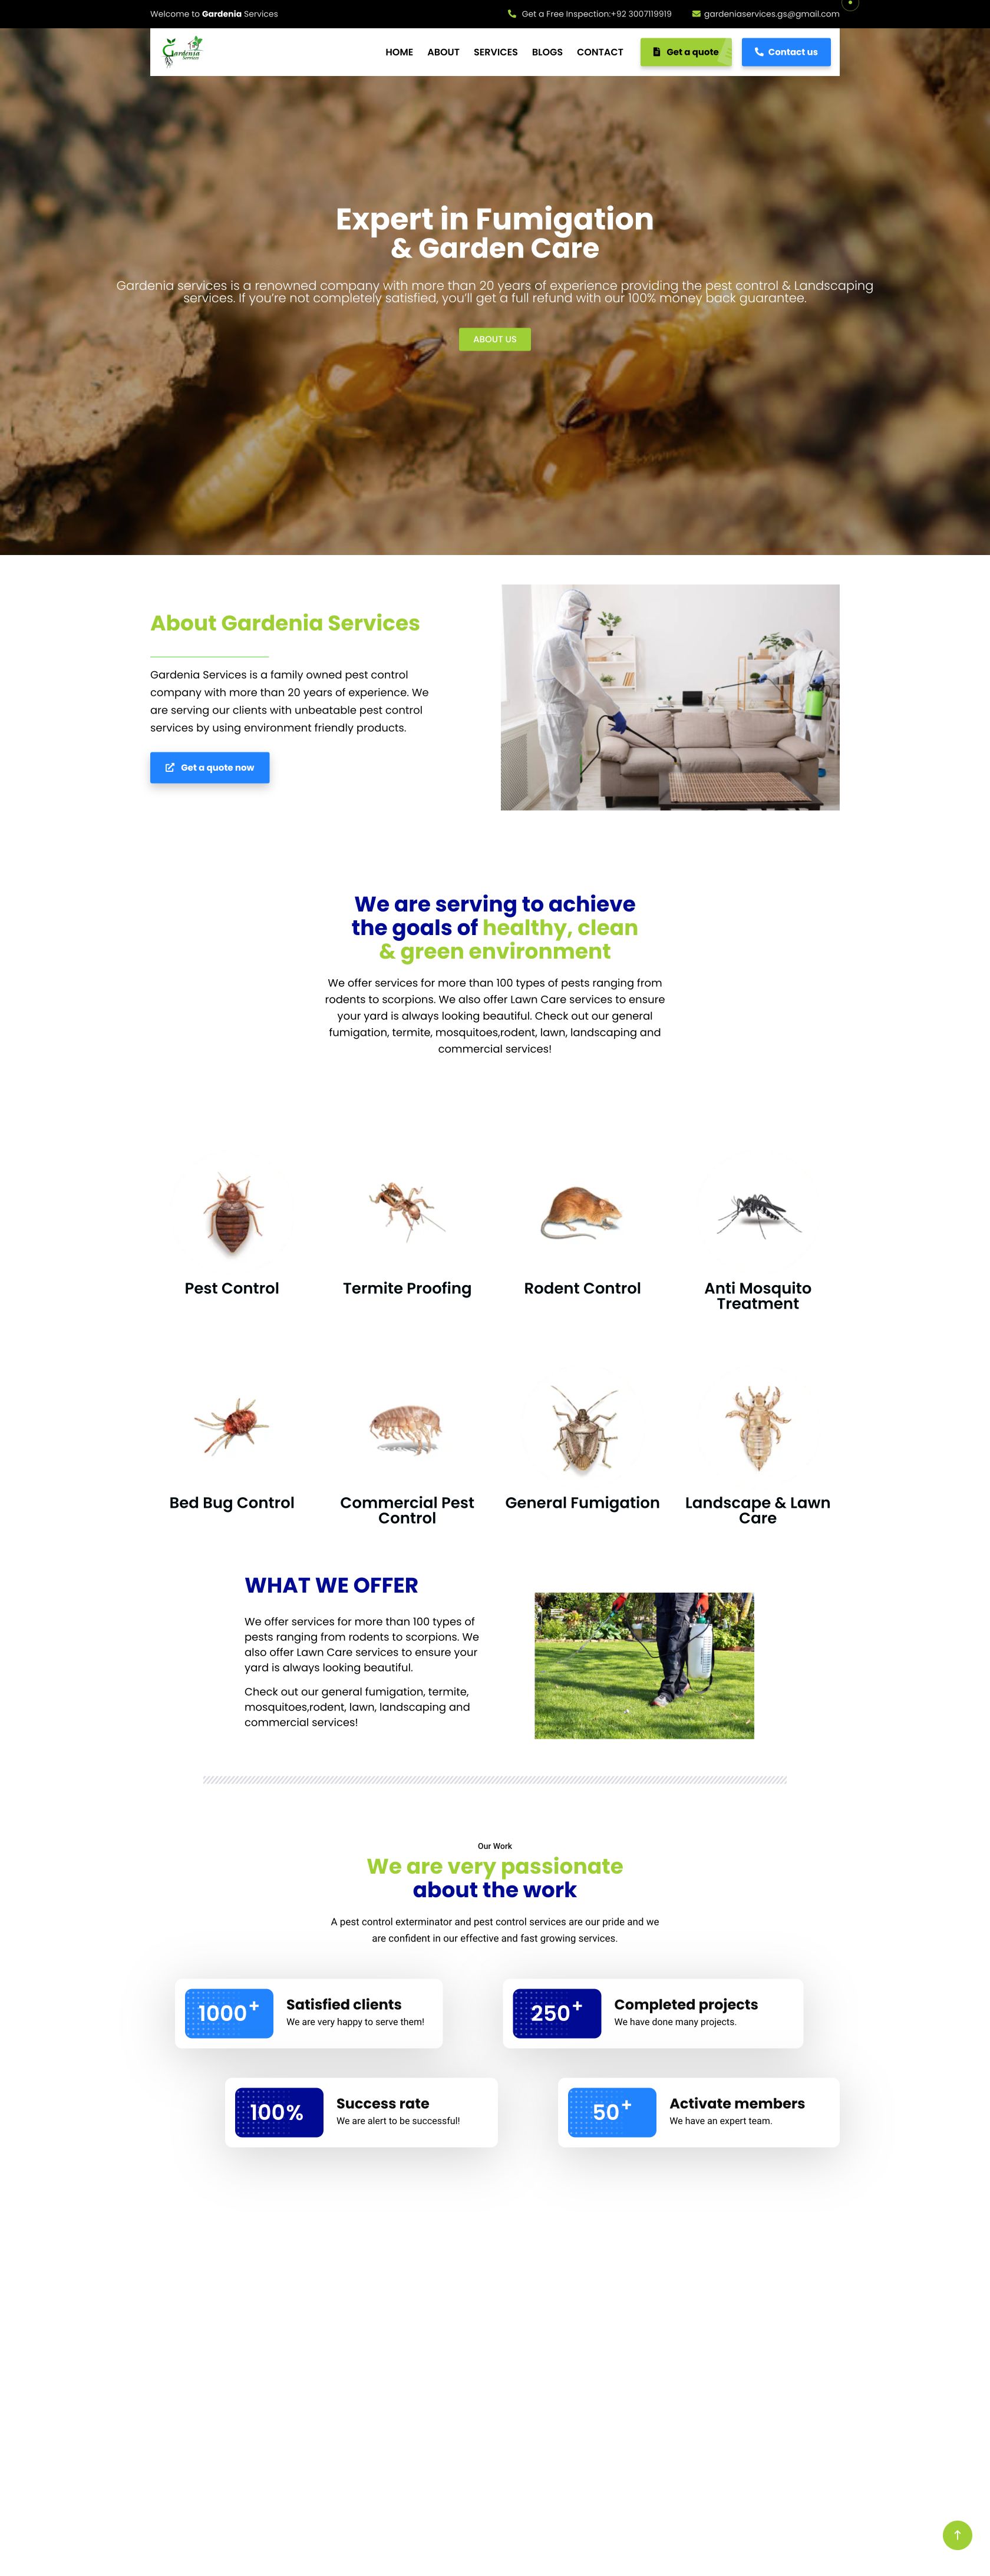 Welcome to Gardenia Services
Get a Free Inspection:+92 3007119919
gardeniaservices.gs@gmail.com
Gardenia
Services
HOME ABOUT SERVICES BLOGS CONTACT
Get a quote
Contact us
Expert in Fumigation
& Garden Care
Gardenia services is a renowned company with more than 20 years of experience providing the pest control & Landscaping
services. If you're not completely satisfied, you'll get a full refund with our 100% money back guarantee.
ABOUT US
About Gardenia Services
Gardenia Services is a family owned pest control
company with more than 20 years of experience. We
are serving our clients with unbeatable pest control
services by using environment friendly products.
Get a quote now
We are serving to achieve
the goals of healthy, clean
& green environment
We offer services for more than 100 types of pests ranging from
rodents to scorpions. We also offer Lawn Care services to ensure
your yard is always looking beautiful. Check out our general
fumigation, termite, mosquitoes,rodent, lawn, landscaping and
commercial services!
Pest Control
Termite Proofing
Rodent Control
Anti Mosquito
Treatment
Bed Bug Control
Commercial Pest
Control
General Fumigation
Landscape & Lawn
Care
WHAT WE OFFER
We offer services for more than 100 types of
pests ranging from rodents to scorpions. We
also offer Lawn Care services to ensure your
yard is always looking beautiful.
Check out our general fumigation, termite,
mosquitoes,rodent, lawn, landscaping and
commercial services!
Our Work
We are very passionate
about the work
A pest control exterminator and pest control services are our pride and we
are confident in our effective and fast growing services.
1000+
Satisfied clients
We are very happy to serve them!
250+
Completed projects
We have done many projects.
100%
Success rate
We are alert to be successful!
50+
Activate members
We have an expert team.